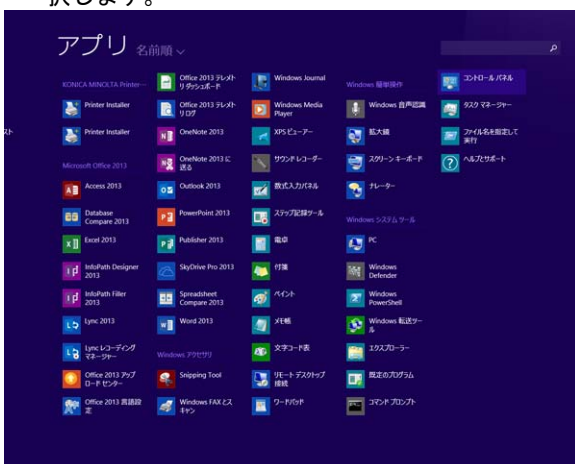 択します。
アプリ 名前順
スト
KONICA MINOLTA Printer
Printer Installer
Printer Installer
Microsoft Office 2013
Access 2013
Database
Compare 2013
Excel 2013
InfoPath Designer
2013
InfoPath Filler
2013
Lync 2013
Lync レコーディング
マネージャー
Office 2013 アップ
ロード センター
Office 2013 言語設
定
Office 2013 テレメト
リ ダッシュボード
Office 2013 テレメト
リ ログ
OneNote 2013
OneNote 2013 に
送る
Outlook 2013
PowerPoint 2013
Publisher 2013
SkyDrive Pro 2013
Spreadsheet
Compare 2013
Word 2013
Windows アクセサリ
Snipping Tool
Windows FAX とス
キャン
Windows Journal
Windows Media
Player
XPS ビューアー
サウンド レコーダー
数式入力パネル
ステップ記録ツール
電卓
付箋
ペイント
メモ帳
文字コード表
リモート デスクトップ
接続
ワードパッド
Windows 簡単操作
Windows 音声認識
拡大鏡
スクリーン キーボード
ナレーター
Windows システム ツール
PC
Windows
Defender
Windows
PowerShell
Windows 転送ツー
ル
エクスプローラー
既定のプログラム
コマンド プロンプト
コントロール パネル
タスク マネージャー
ファイル名を指定して
実行
ヘルプとサポート